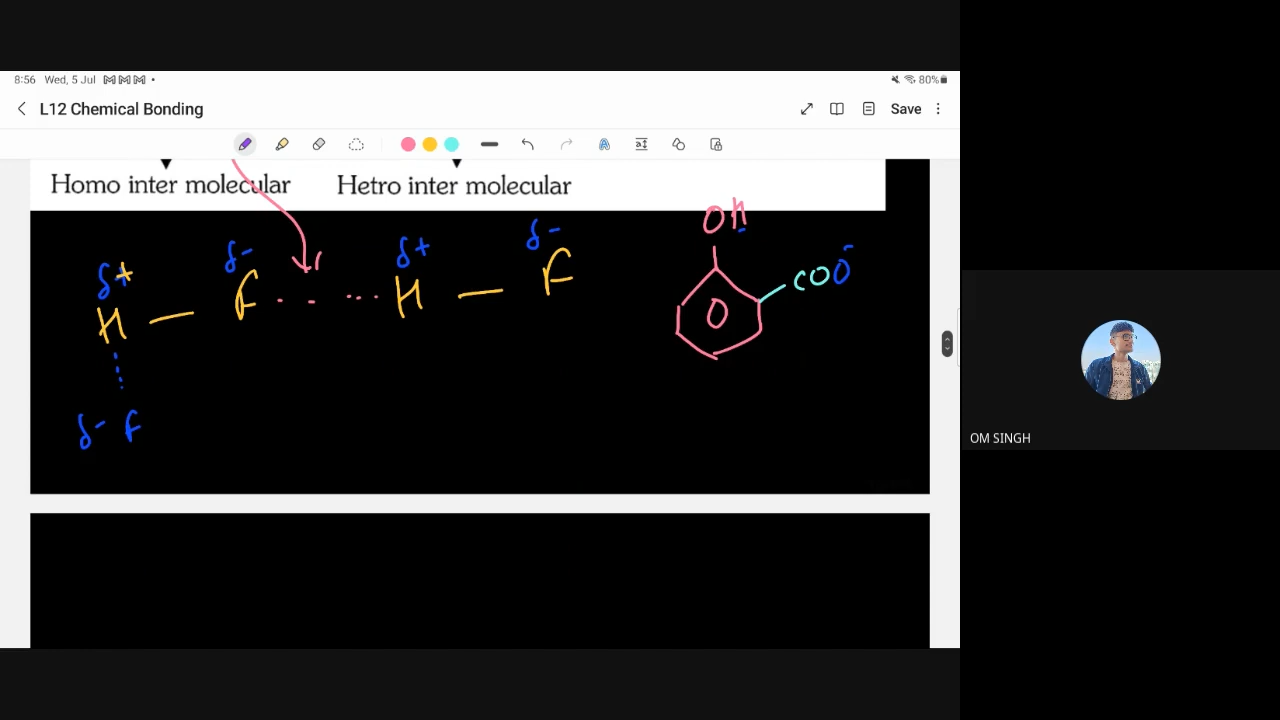 8:56 Wed, 5 Jul
80%
L12 Chemical Bonding
Save
Homo inter molecular
Hetro inter molecular
δ+ δ- δ+ δ-
H — F ..... H — F
δ- F
OH
COO-
OM SINGH